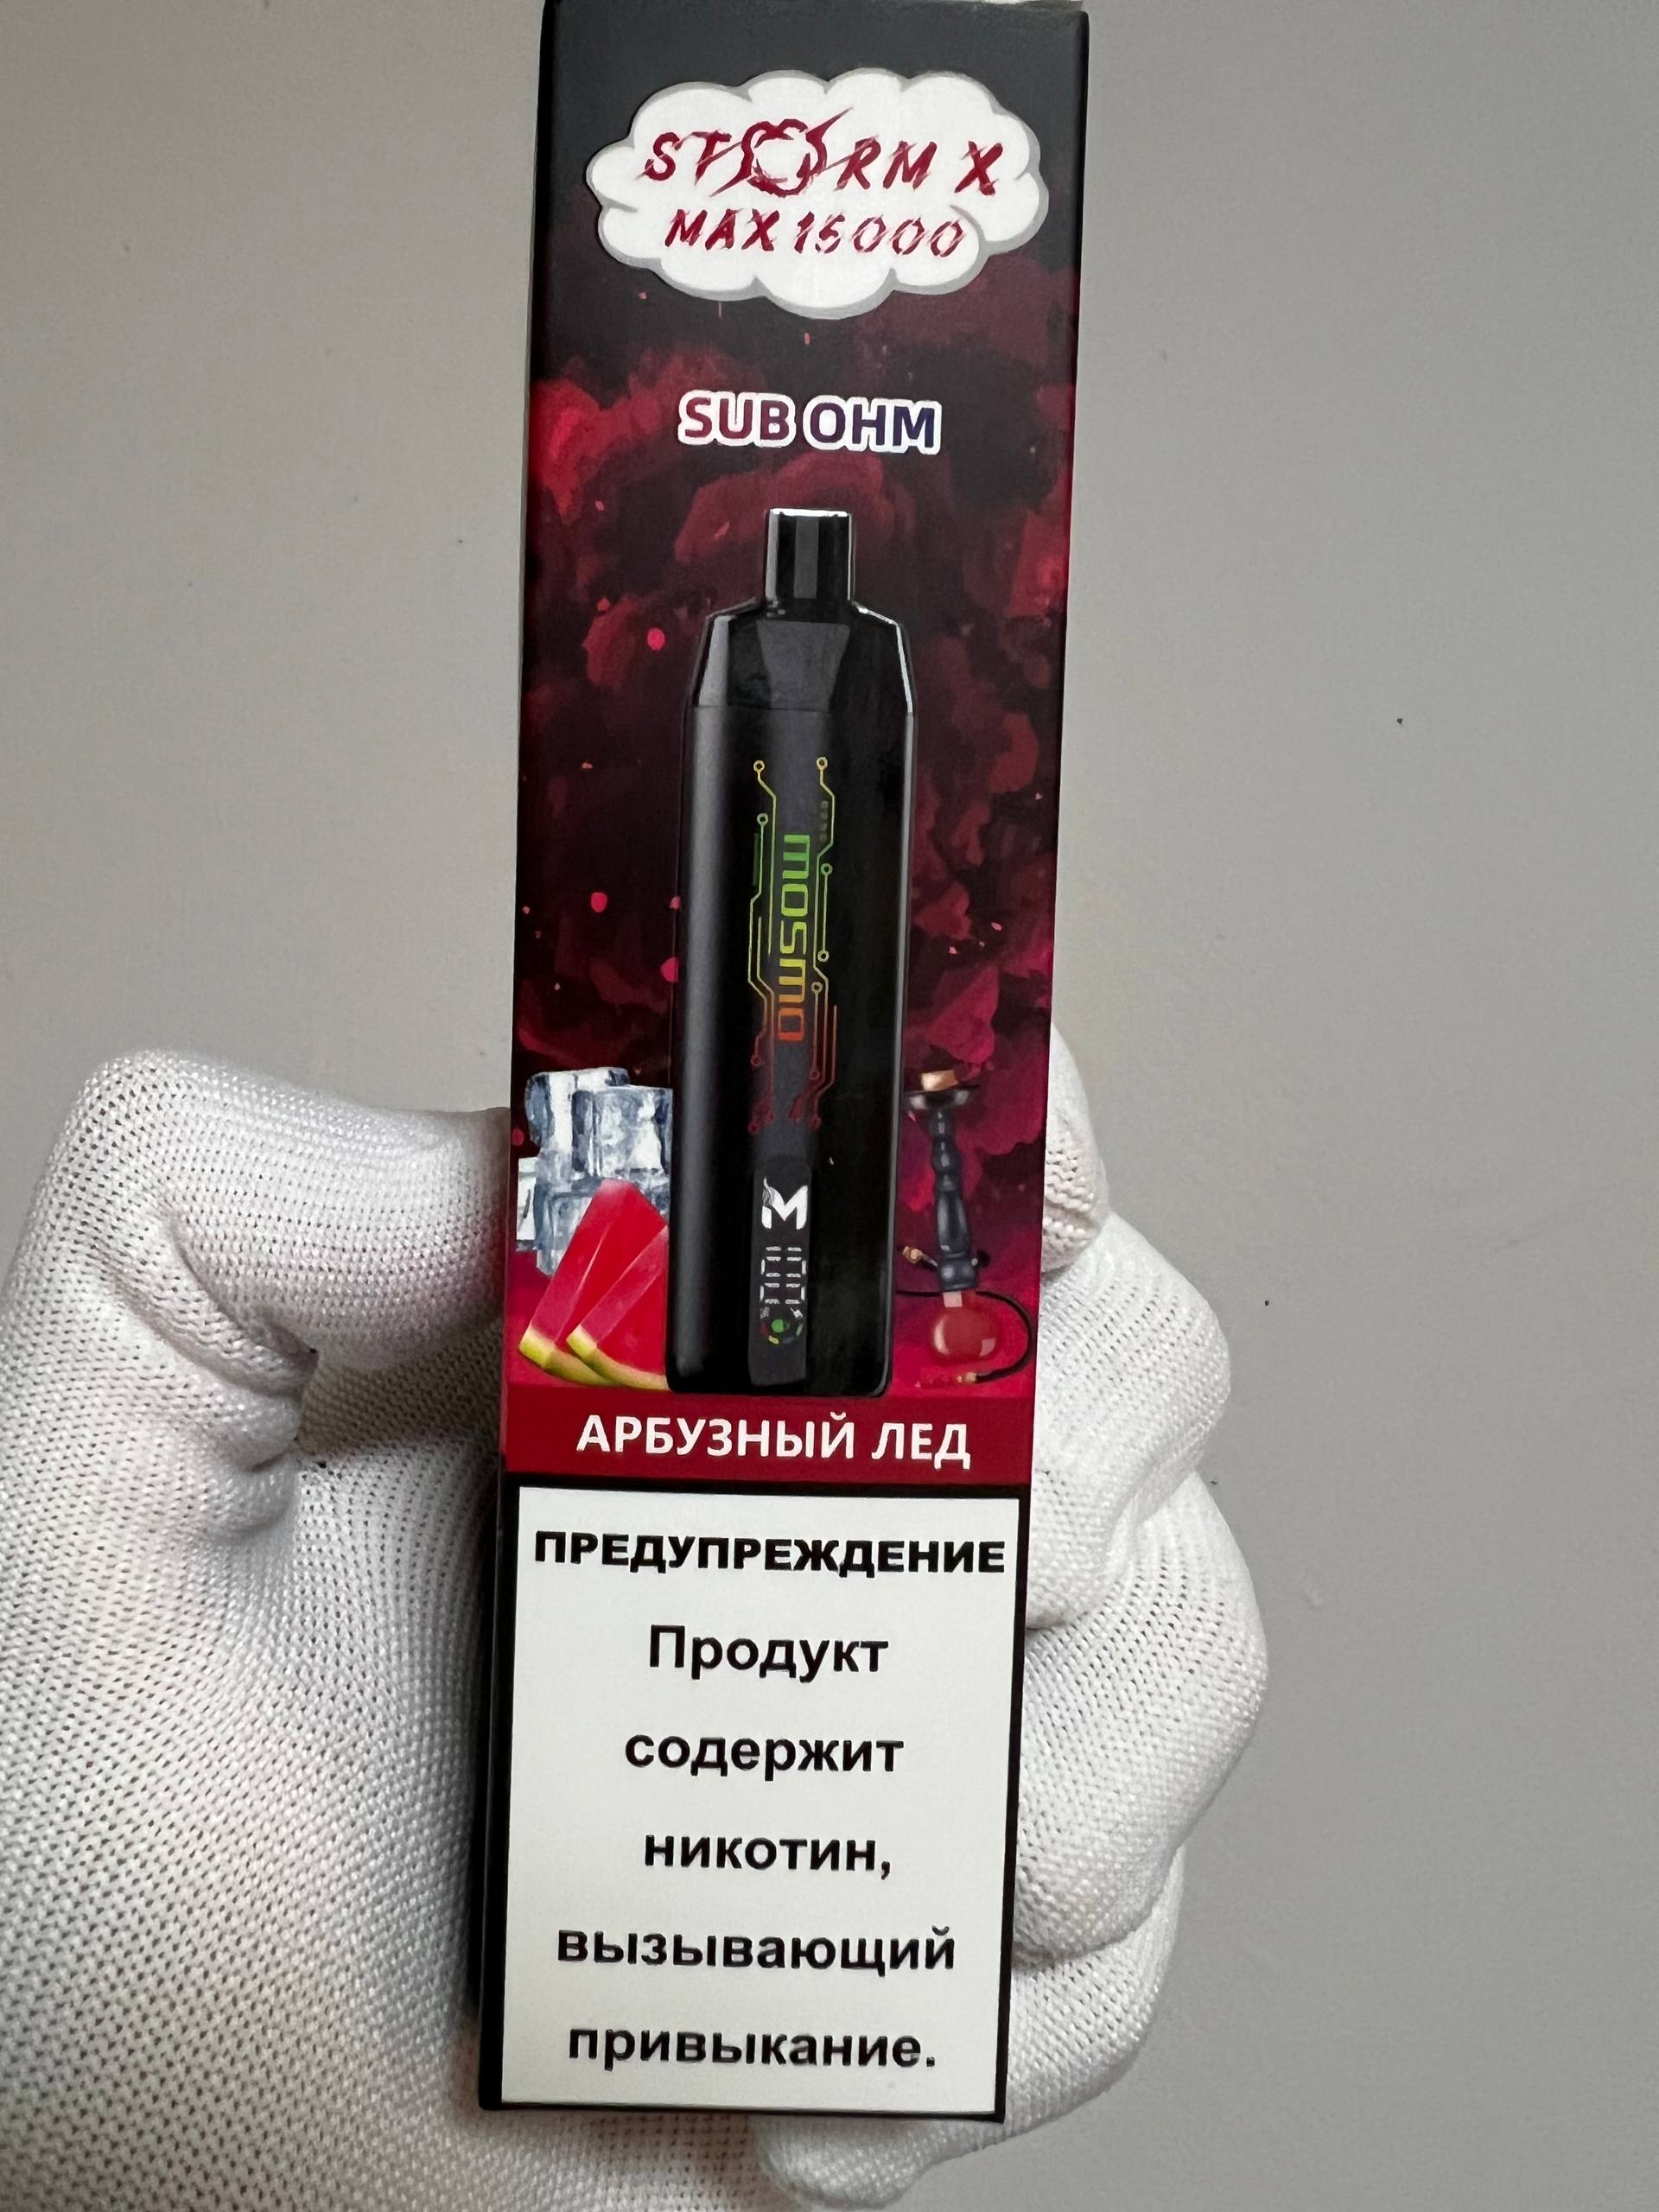 STORM X
MAX 15000
SUB OHM
mosmo
M
АРБУЗНЫЙ ЛЕД
ПРЕДУПРЕЖДЕНИЕ
Продукт
содержит
никотин,
вызывающий
привыкание.